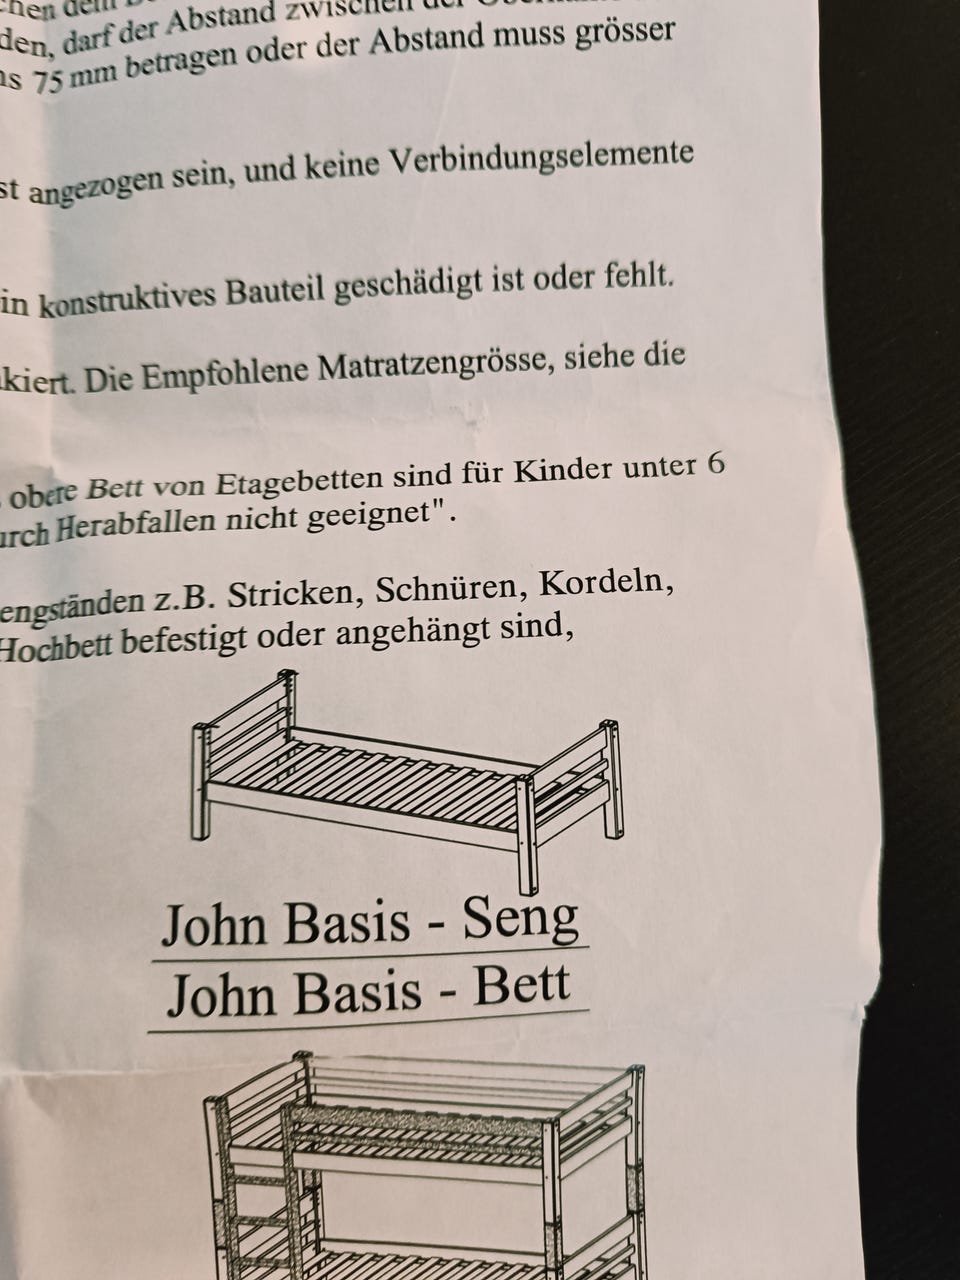 den, darf der Abstand zwischen der
75 mm betragen oder der Abstand muss grösser
angezogen sein, und keine Verbindungselemente
in konstruktives Bauteil geschädigt ist oder fehlt.
kiert. Die Empfohlene Matratzengrösse, siehe die
obere Bett von Etagebetten sind für Kinder unter 6
urch Herabfallen nicht geeignet".
engständen z.B. Stricken, Schnüren, Kordeln,
Hochbett befestigt oder angehängt sind,
John Basis - Seng
John Basis - Bett